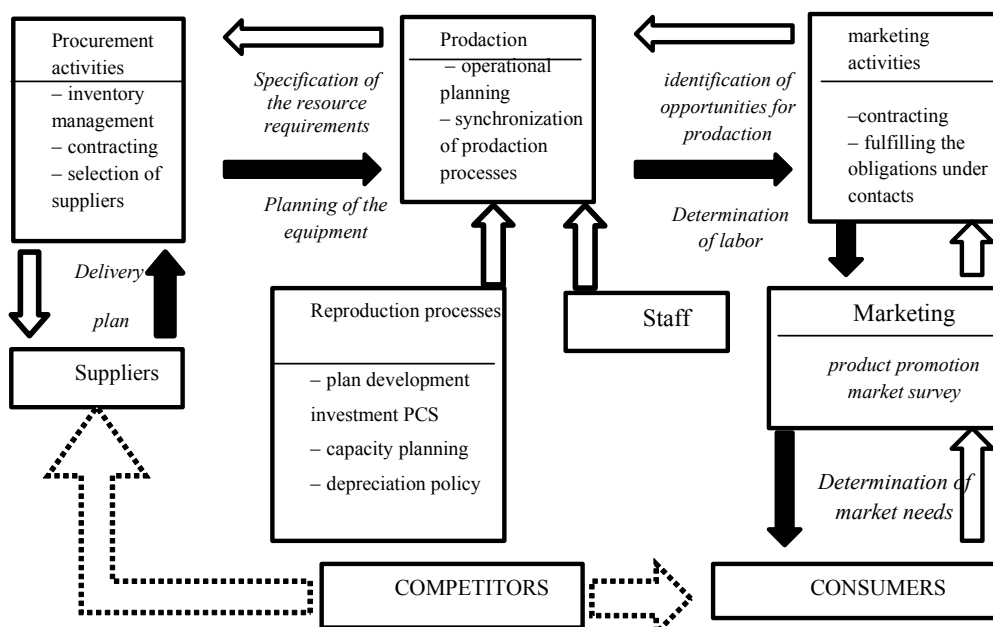 Procurement
activities
– inventory
management
– contracting
– selection of
suppliers
Specification of
the resource
requirements
Planning of the
equipment
Prodaction
– operational
planning
– synchronization
of production
processes
identification of
opportunities for
production
Determination
of labor
marketing
activities
–contracting
– fulfilling the
obligations under
contacts
Delivery
plan
Suppliers
Reproduction processes
– plan development
investment PCS
– capacity planning
– depreciation policy
Staff
Marketing
product promotion
market survey
Determination of
market needs
COMPETITORS
CONSUMERS